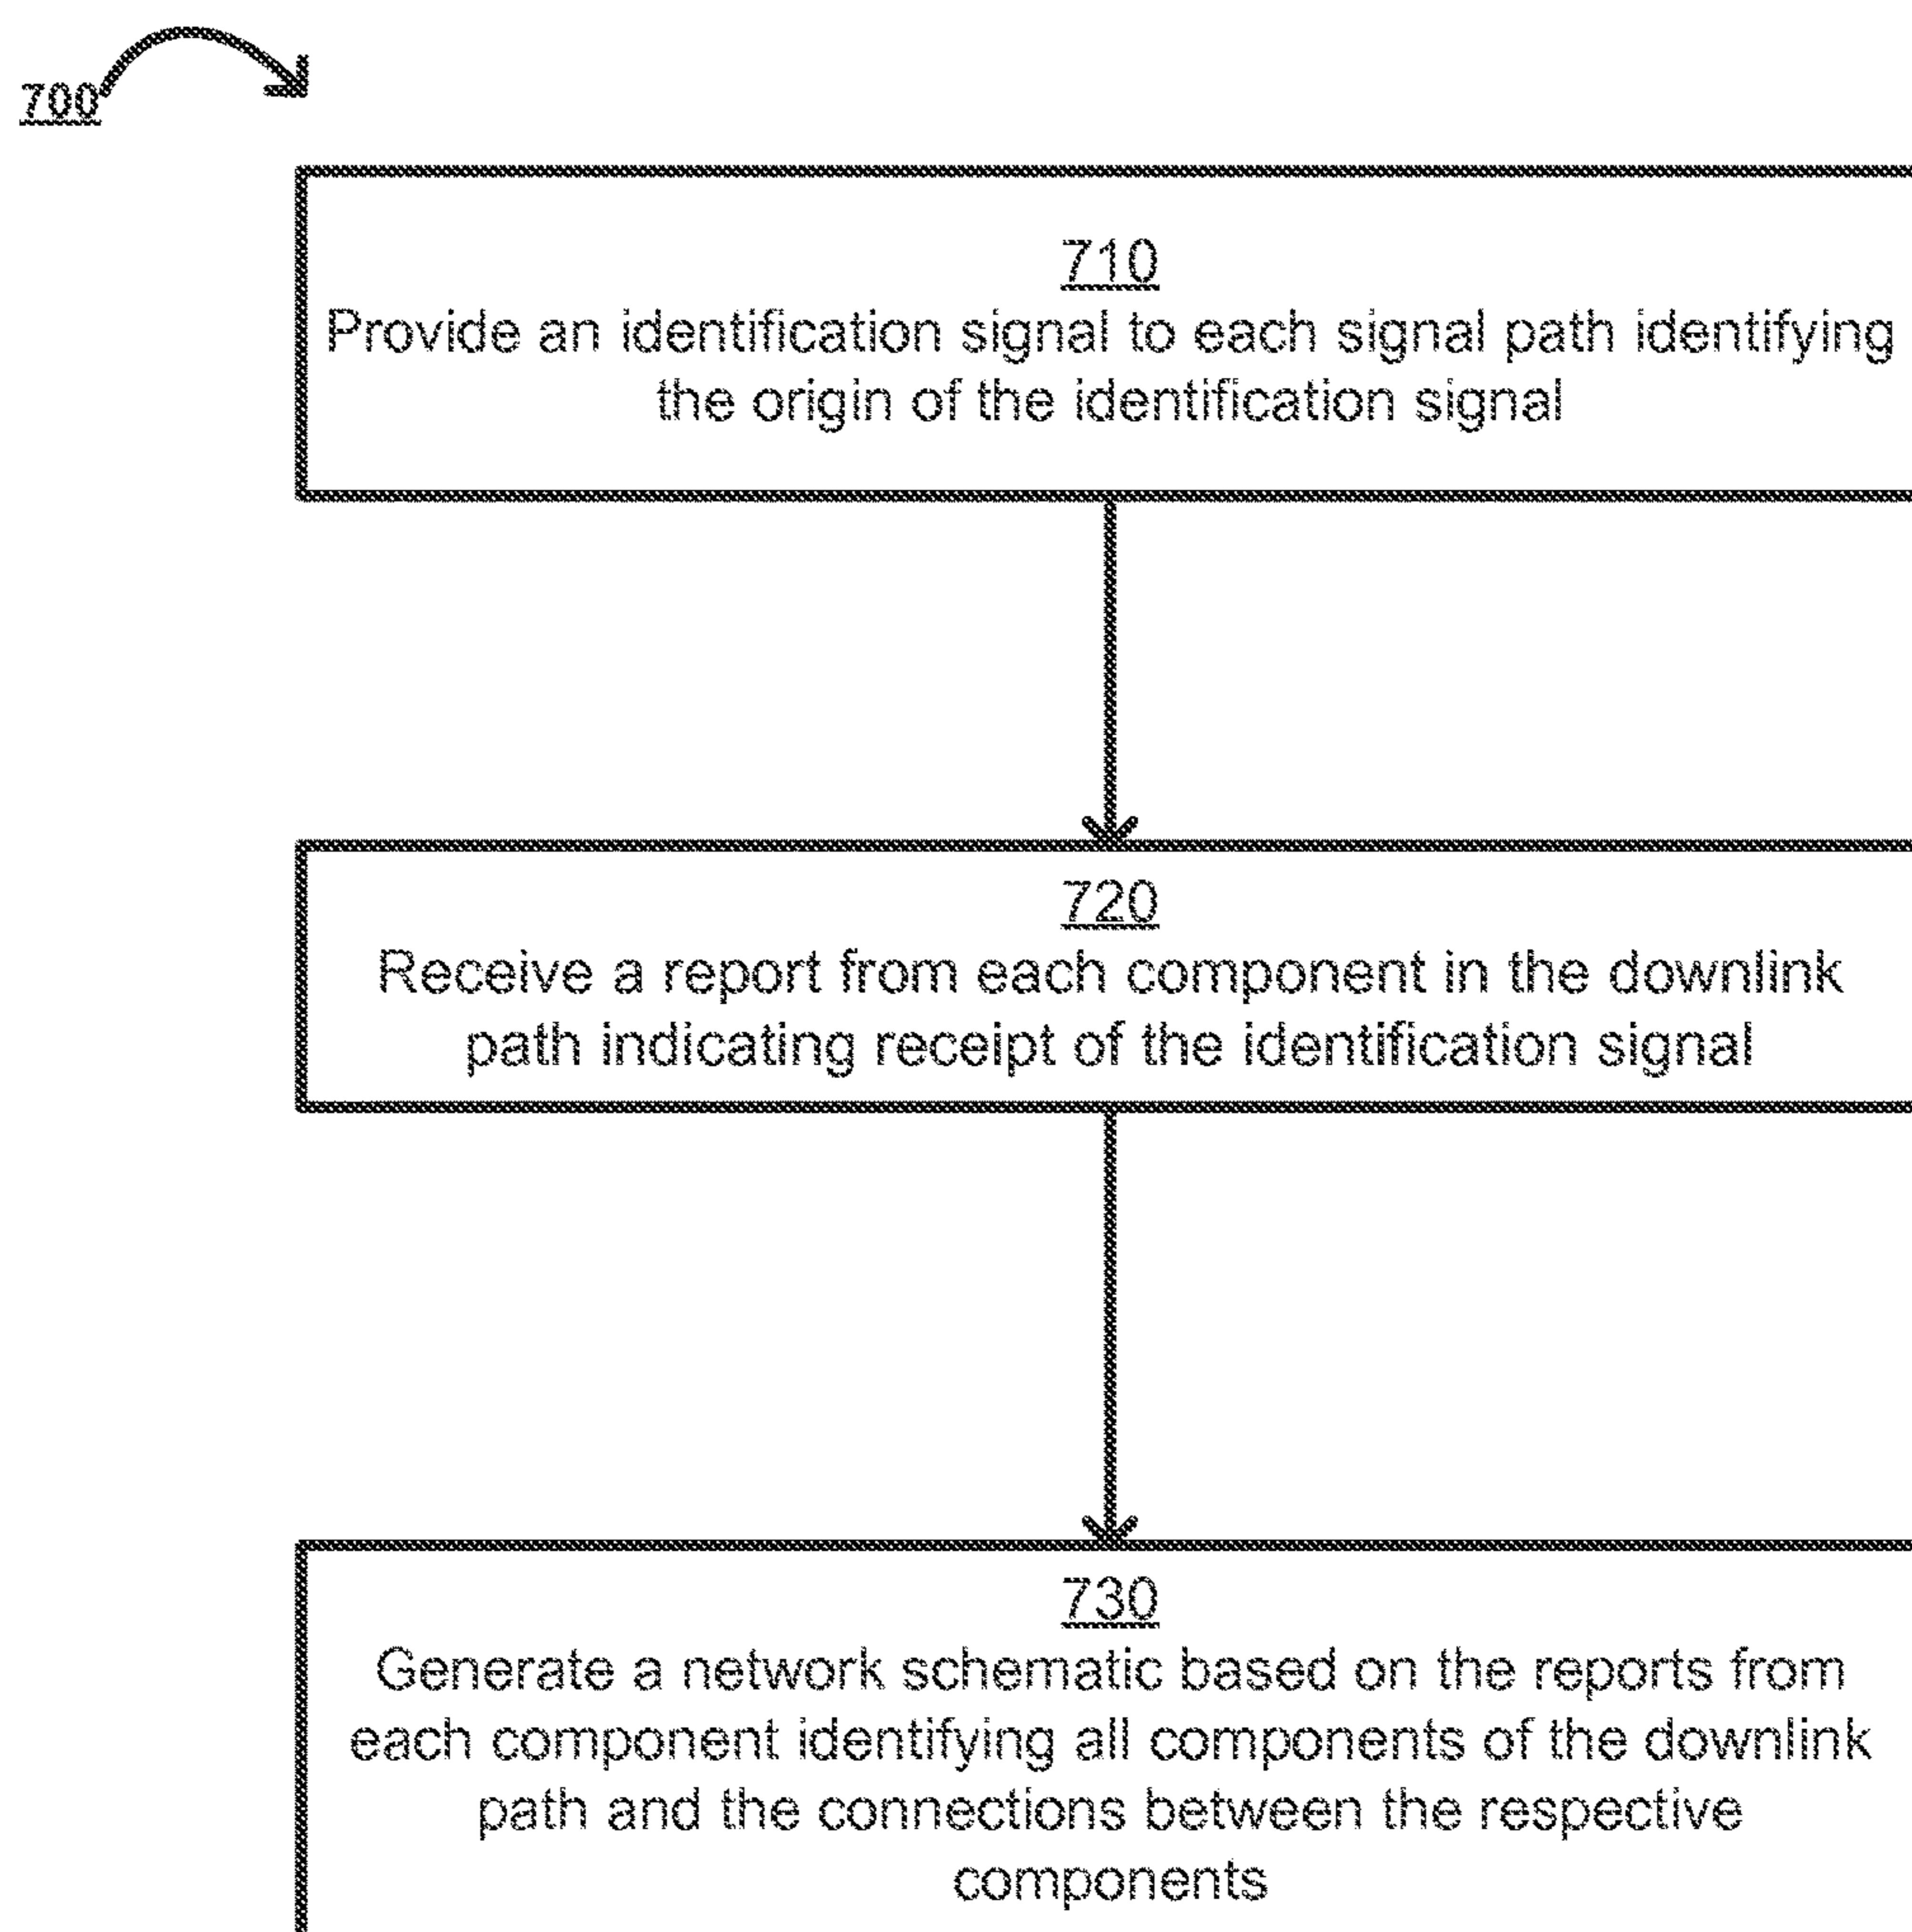 700
710
Provide an identification signal to each signal path identifying
the origin of the identification signal
720
Receive a report from each component in the downlink
path indicating receipt of the identification signal
730
Generate a network schematic based on the reports from
each component identifying all components of the downlink
path and the connections between the respective
components